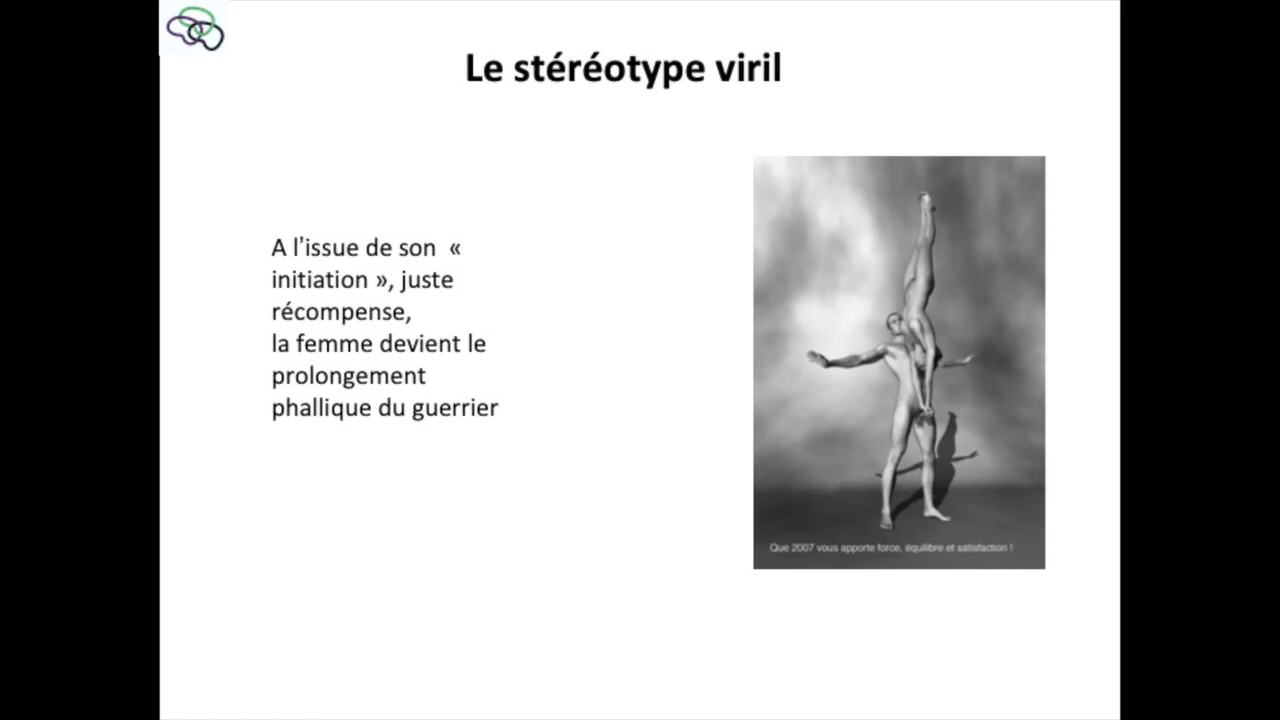 Le stéréotype viril
A l’issue de son «
initiation », juste
récompense,
la femme devient le
prolongement
phallique du guerrier
Que 2007 vous apporte force, équilibre et satisfaction !